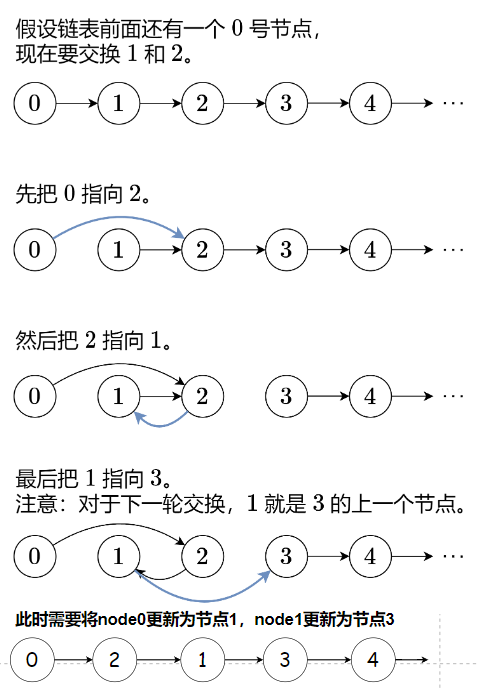 假设链表前面还有一个 0 号节点，
现在要交换 1 和 2。
0 1 2 3 4 ···
先把 0 指向 2。
0 1 2 3 4 ···
然后把 2 指向 1。
0 1 2 3 4 ···
最后把 1 指向 3。
注意：对于下一轮交换，1 就是 3 的上一个节点。
0 1 2 3 4 ···
此时需要将node0更新为节点1，node1更新为节点3
0 2 1 3 4